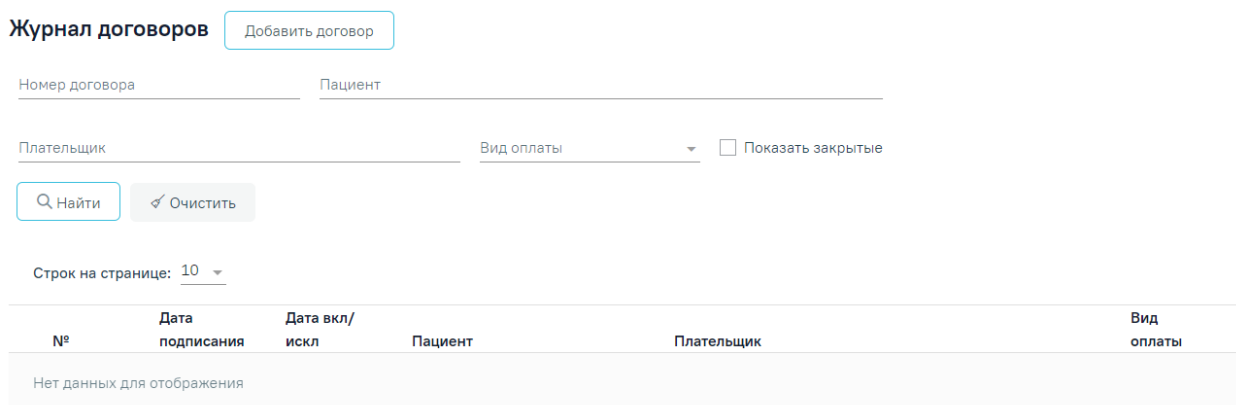 Журнал договоров Добавить договор
Номер договора Пациент
Плательщик Вид оплаты Показать закрытые
Найти Очистить
Строк на странице: 10
№ Дата подписания Дата вкл/ искл Пациент Плательщик Вид оплаты
Нет данных для отображения